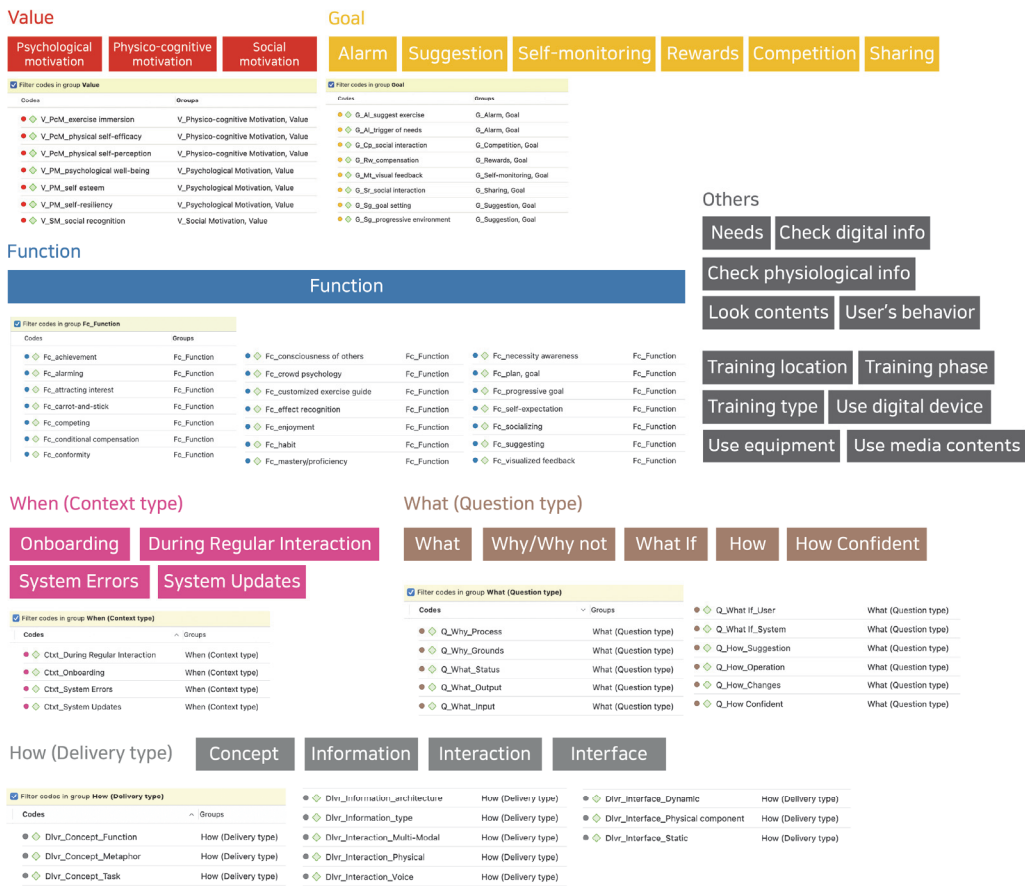 Value
Psychological motivation
Physico-cognitive motivation
Social motivation
Filter codes in group Value
Codes Groups
V_PcM_exercise immersion V_Physico-cognitive Motivation, Value
V_PcM_physical self-efficacy V_Physico-cognitive Motivation, Value
V_PcM_physical self-perception V_Physico-cognitive Motivation, Value
V_PM_psychological well-being V_Psychological Motivation, Value
V_PM_self esteem V_Psychological Motivation, Value
V_PM_self-resiliency V_Psychological Motivation, Value
V_SM_social recognition V_Social Motivation, Value
Goal
Alarm Suggestion Self-monitoring Rewards Competition Sharing
Filter codes in group Goal
Codes Groups
G_Al_suggest exercise G_Alarm, Goal
G_Al_trigger of needs G_Alarm, Goal
G_Cp_social interaction G_Competition, Goal
G_Rw_compensation G_Rewards, Goal
G_Mt_visual feedback G_Self-monitoring, Goal
G_Sr_social interaction G_Sharing, Goal
G_Sg_goal setting G_Suggestion, Goal
G_Sg_progressive environment G_Suggestion, Goal
Others
Needs Check digital info
Check physiological info
Look contents User's behavior
Training location Training phase
Training type Use digital device
Use equipment Use media contents
Function
Function
Filter codes in group Fc_Function
Codes Groups
Fc_achievement Fc_Function
Fc_alarming Fc_Function
Fc_attracting interest Fc_Function
Fc_carrot-and-stick Fc_Function
Fc_competing Fc_Function
Fc_conditional compensation Fc_Function
Fc_conformity Fc_Function
Fc_consciousness of others Fc_Function
Fc_crowd psychology Fc_Function
Fc_customized exercise guide Fc_Function
Fc_effect recognition Fc_Function
Fc_enjoyment Fc_Function
Fc_habit Fc_Function
Fc_mastery/proficiency Fc_Function
Fc_necessity awareness Fc_Function
Fc_plan, goal Fc_Function
Fc_progressive goal Fc_Function
Fc_self-expectation Fc_Function
Fc_socializing Fc_Function
Fc_suggesting Fc_Function
Fc_visualized feedback Fc_Function
When (Context type)
Onboarding During Regular Interaction
System Errors System Updates
Filter codes in group When (Context type)
Codes Groups
Ctxt_During Regular Interaction When (Context type)
Ctxt_Onboarding When (Context type)
Ctxt_System Errors When (Context type)
Ctxt_System Updates When (Context type)
What (Question type)
What Why/Why not What If How How Confident
Filter codes in group What (Question type)
Codes Groups
Q_Why_Process What (Question type)
Q_Why_Grounds What (Question type)
Q_What_Status What (Question type)
Q_What_Output What (Question type)
Q_What_Input What (Question type)
Q_What If_User What (Question type)
Q_What If_System What (Question type)
Q_How_Suggestion What (Question type)
Q_How_Operation What (Question type)
Q_How_Changes What (Question type)
Q_How Confident What (Question type)
How (Delivery type) Concept Information Interaction Interface
Filter codes in group How (Delivery type)
Codes Groups
Dlvr_Concept_Function How (Delivery type)
Dlvr_Concept_Metaphor How (Delivery type)
Dlvr_Concept_Task How (Delivery type)
Dlvr_Information_architecture How (Delivery type)
Dlvr_Information_type How (Delivery type)
Dlvr_Interaction_Multi-Modal How (Delivery type)
Dlvr_Interaction_Physical How (Delivery type)
Dlvr_Interaction_Voice How (Delivery type)
Dlvr_Interface_Dynamic How (Delivery type)
Dlvr_Interface_Physical component How (Delivery type)
Dlvr_Interface_Static How (Delivery type)